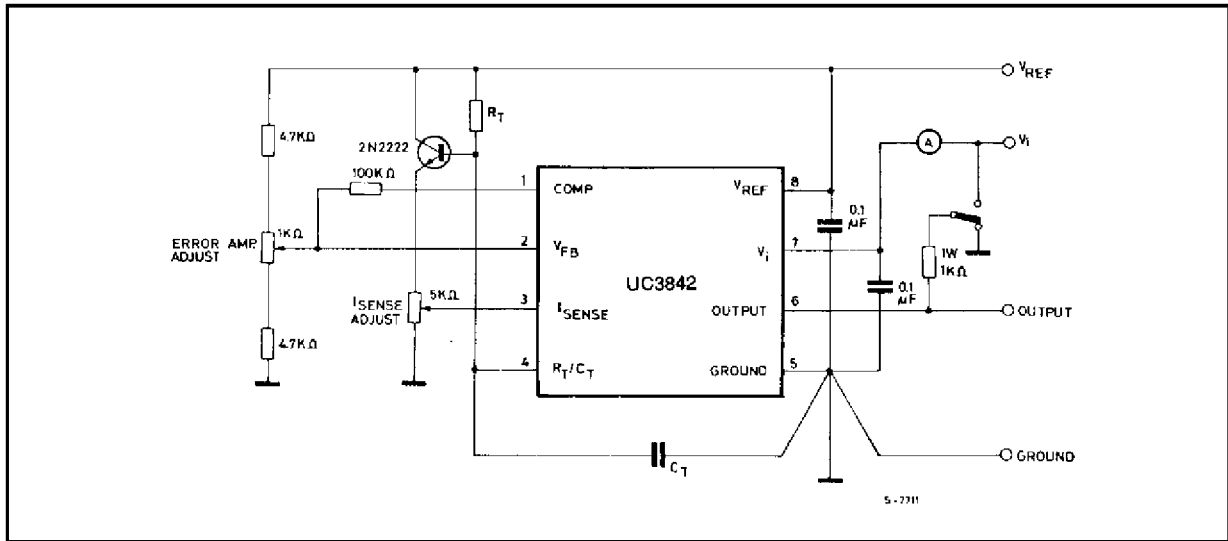 V_REF
R_T
V_i
4.7KΩ
2N2222
A
100KΩ
1
COMP
V_REF
8
0.1
µF
ERROR AMP.
ADJUST
1KΩ
2
V_FB
V_i
7
1W
1KΩ
0.1
µF
UC3842
I_SENSE
ADJUST
5KΩ
3
I_SENSE
OUTPUT
6
OUTPUT
4.7KΩ
4
R_T/C_T
GROUND
5
C_T
GROUND
S-7711